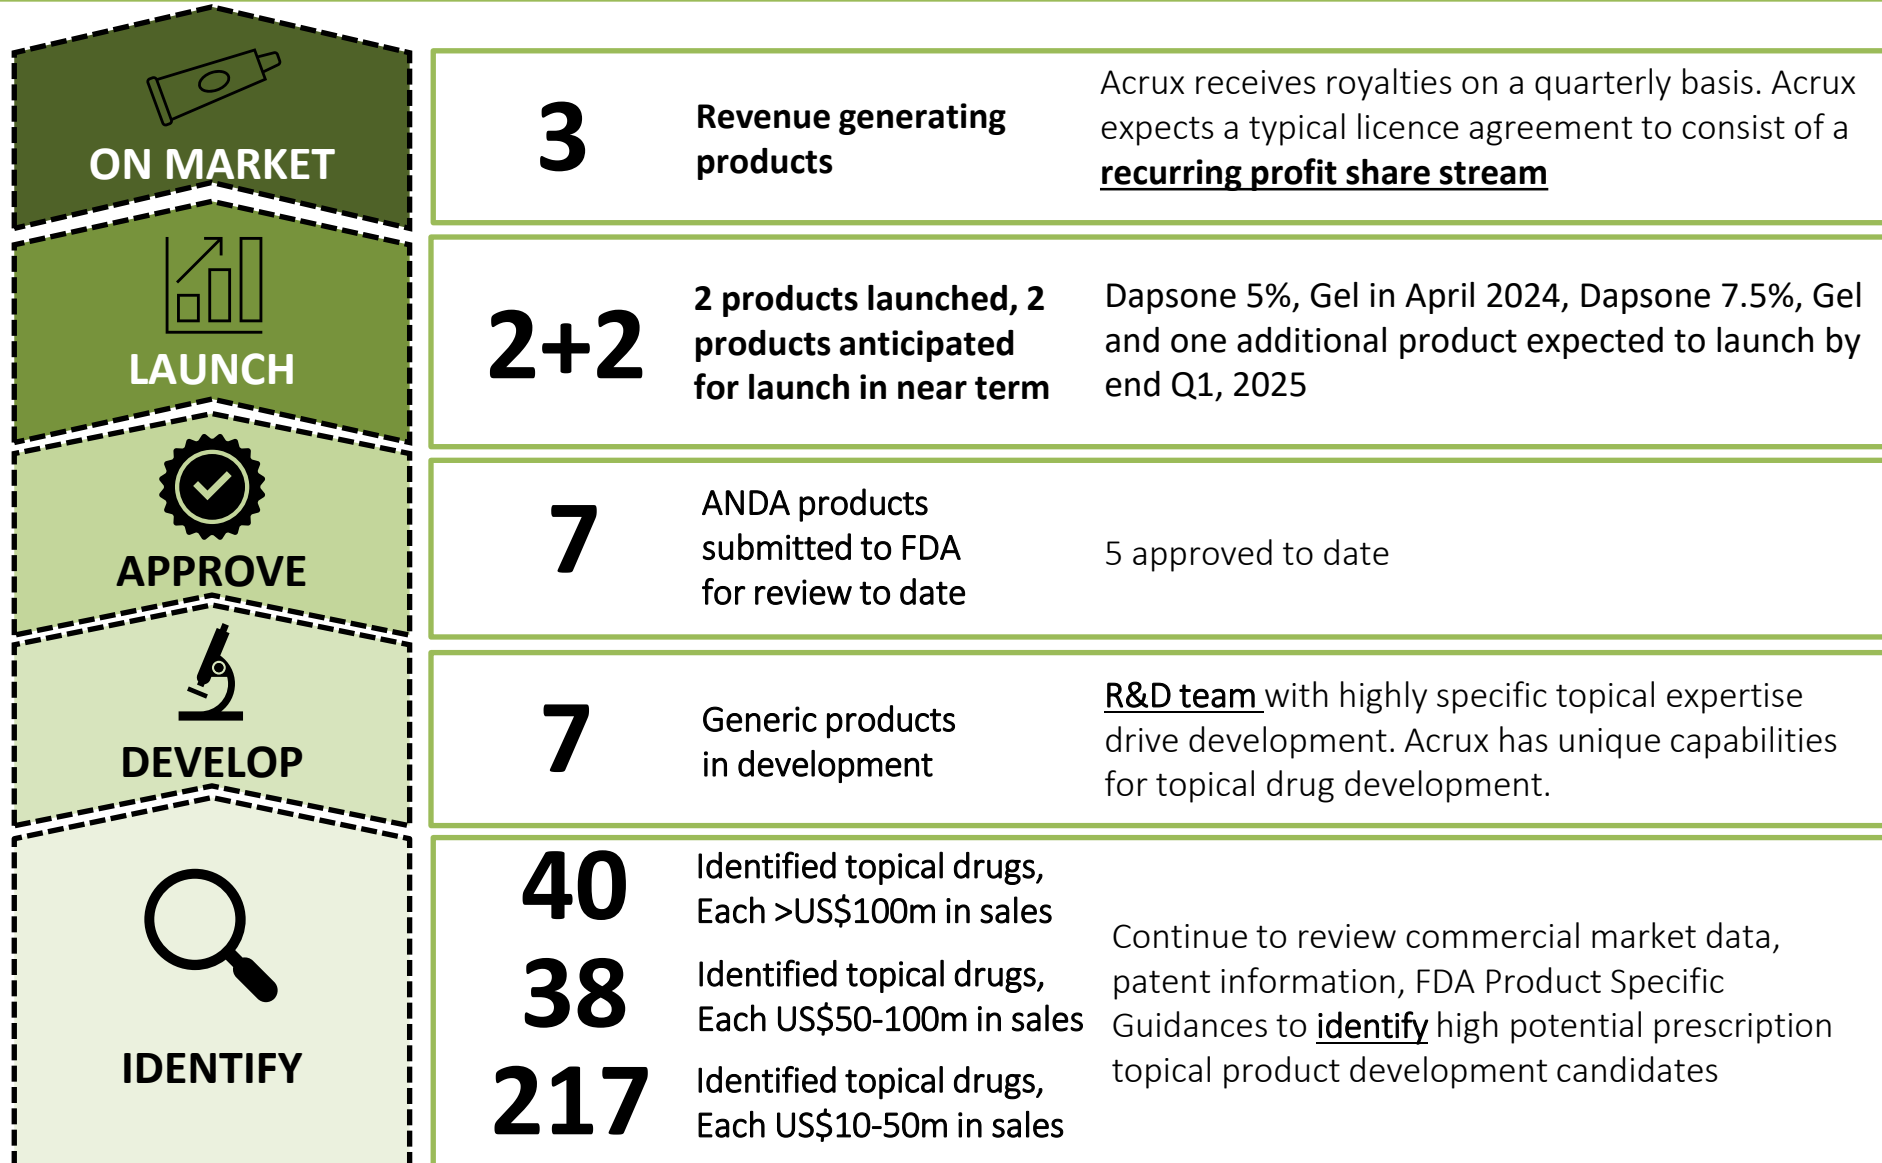 ON MARKET
3
Revenue generating
products
Acrux receives royalties on a quarterly basis. Acrux
expects a typical licence agreement to consist of a
recurring profit share stream
LAUNCH
2+2
2 products launched, 2
products anticipated
for launch in near term
Dapsone 5%, Gel in April 2024, Dapsone 7.5%, Gel
and one additional product expected to launch by
end Q1, 2025
APPROVE
7
ANDA products
submitted to FDA
for review to date
5 approved to date
DEVELOP
7
Generic products
in development
R&D team with highly specific topical expertise
drive development. Acrux has unique capabilities
for topical drug development.
IDENTIFY
40
Identified topical drugs,
Each >US$100m in sales
38
Identified topical drugs,
Each US$50-100m in sales
217
Identified topical drugs,
Each US$10-50m in sales
Continue to review commercial market data,
patent information, FDA Product Specific
Guidances to identify high potential prescription
topical product development candidates